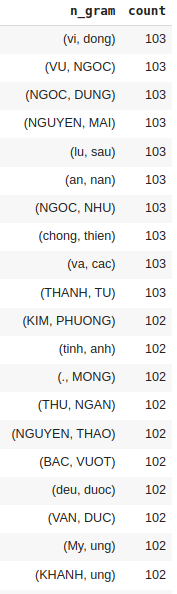 n_gram count
(vi, dong) 103
(VU, NGOC) 103
(NGOC, DUNG) 103
(NGUYEN, MAI) 103
(lu, sau) 103
(an, nan) 103
(NGOC, NHU) 103
(chong, thien) 103
(va, cac) 103
(THANH, TU) 103
(KIM, PHUONG) 102
(tinh, anh) 102
(., MONG) 102
(THU, NGAN) 102
(NGUYEN, THAO) 102
(BAC, VUOT) 102
(deu, duoc) 102
(VAN, DUC) 102
(My, ung) 102
(KHANH, ung) 102